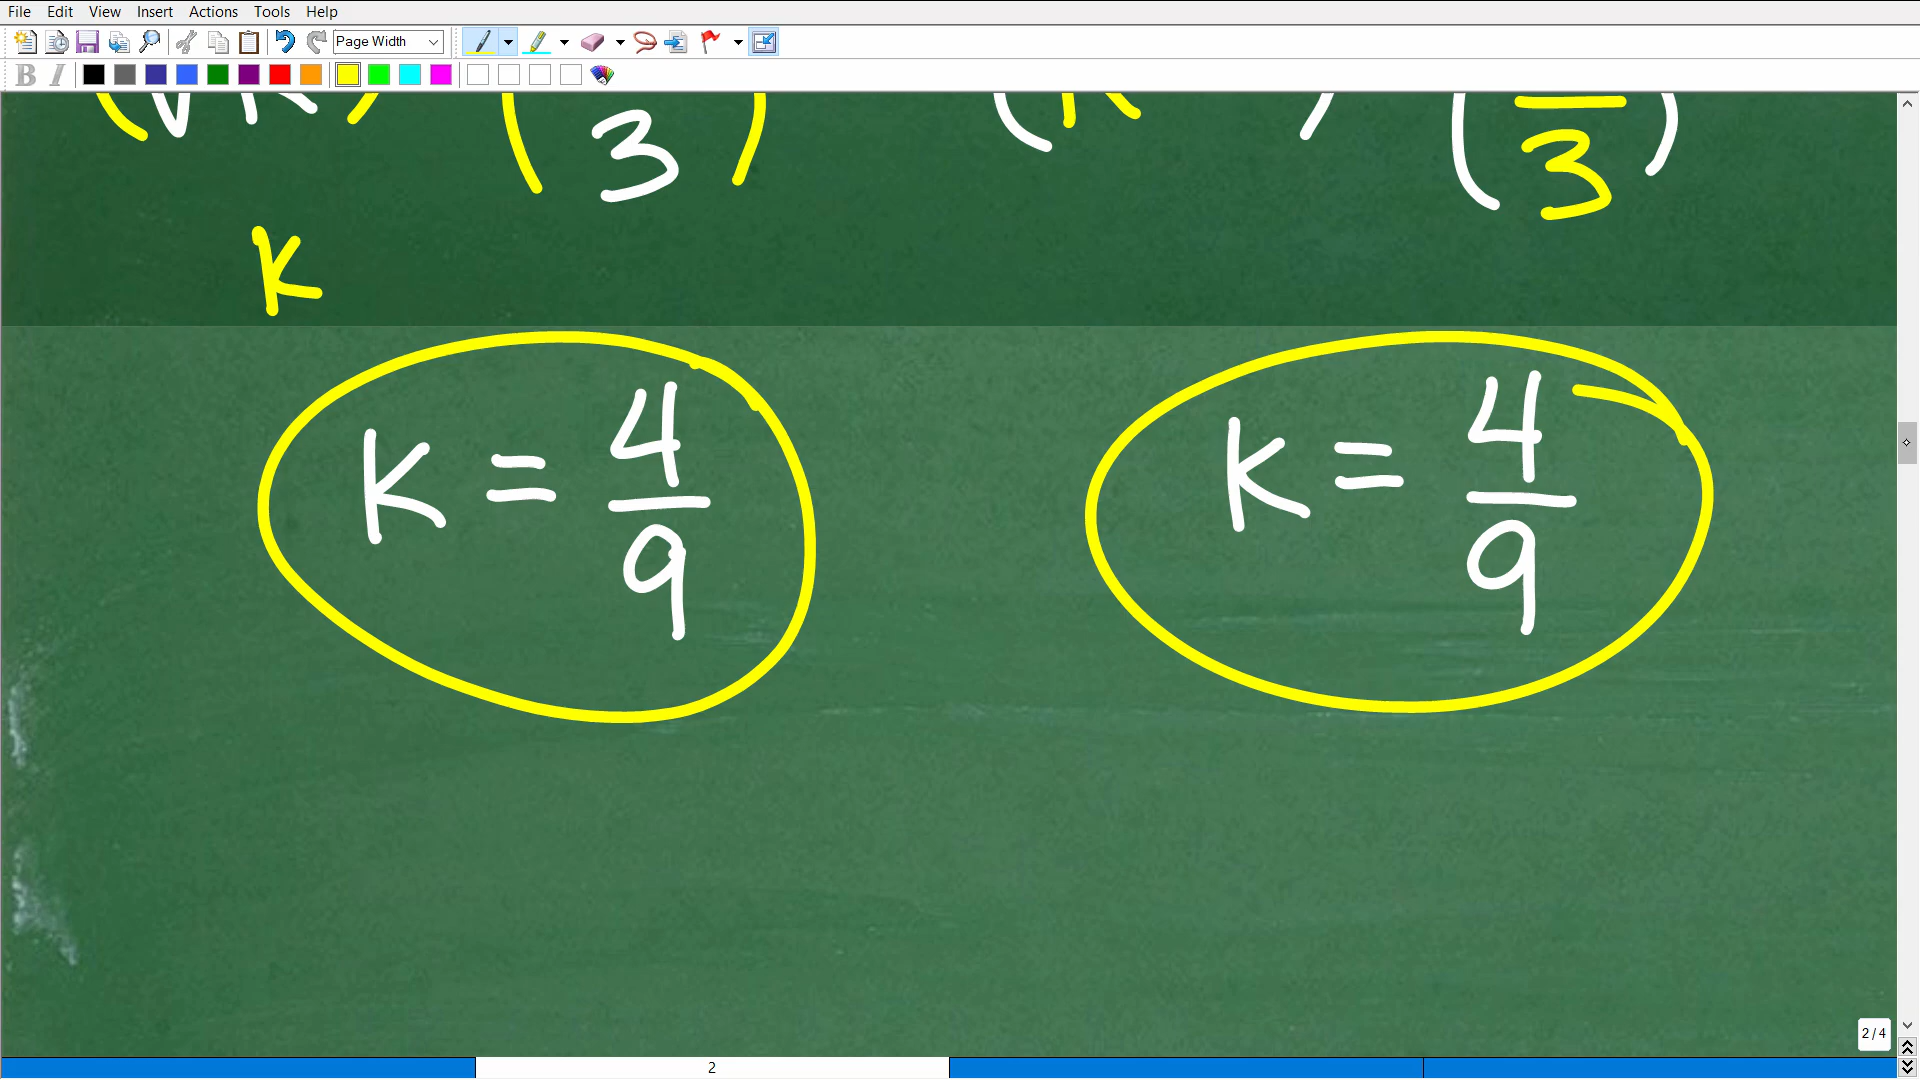 File Edit View Insert Actions Tools Help
Page Width
B I
3
3
K
K = 4/9
K = 4/9
2 / 4
2